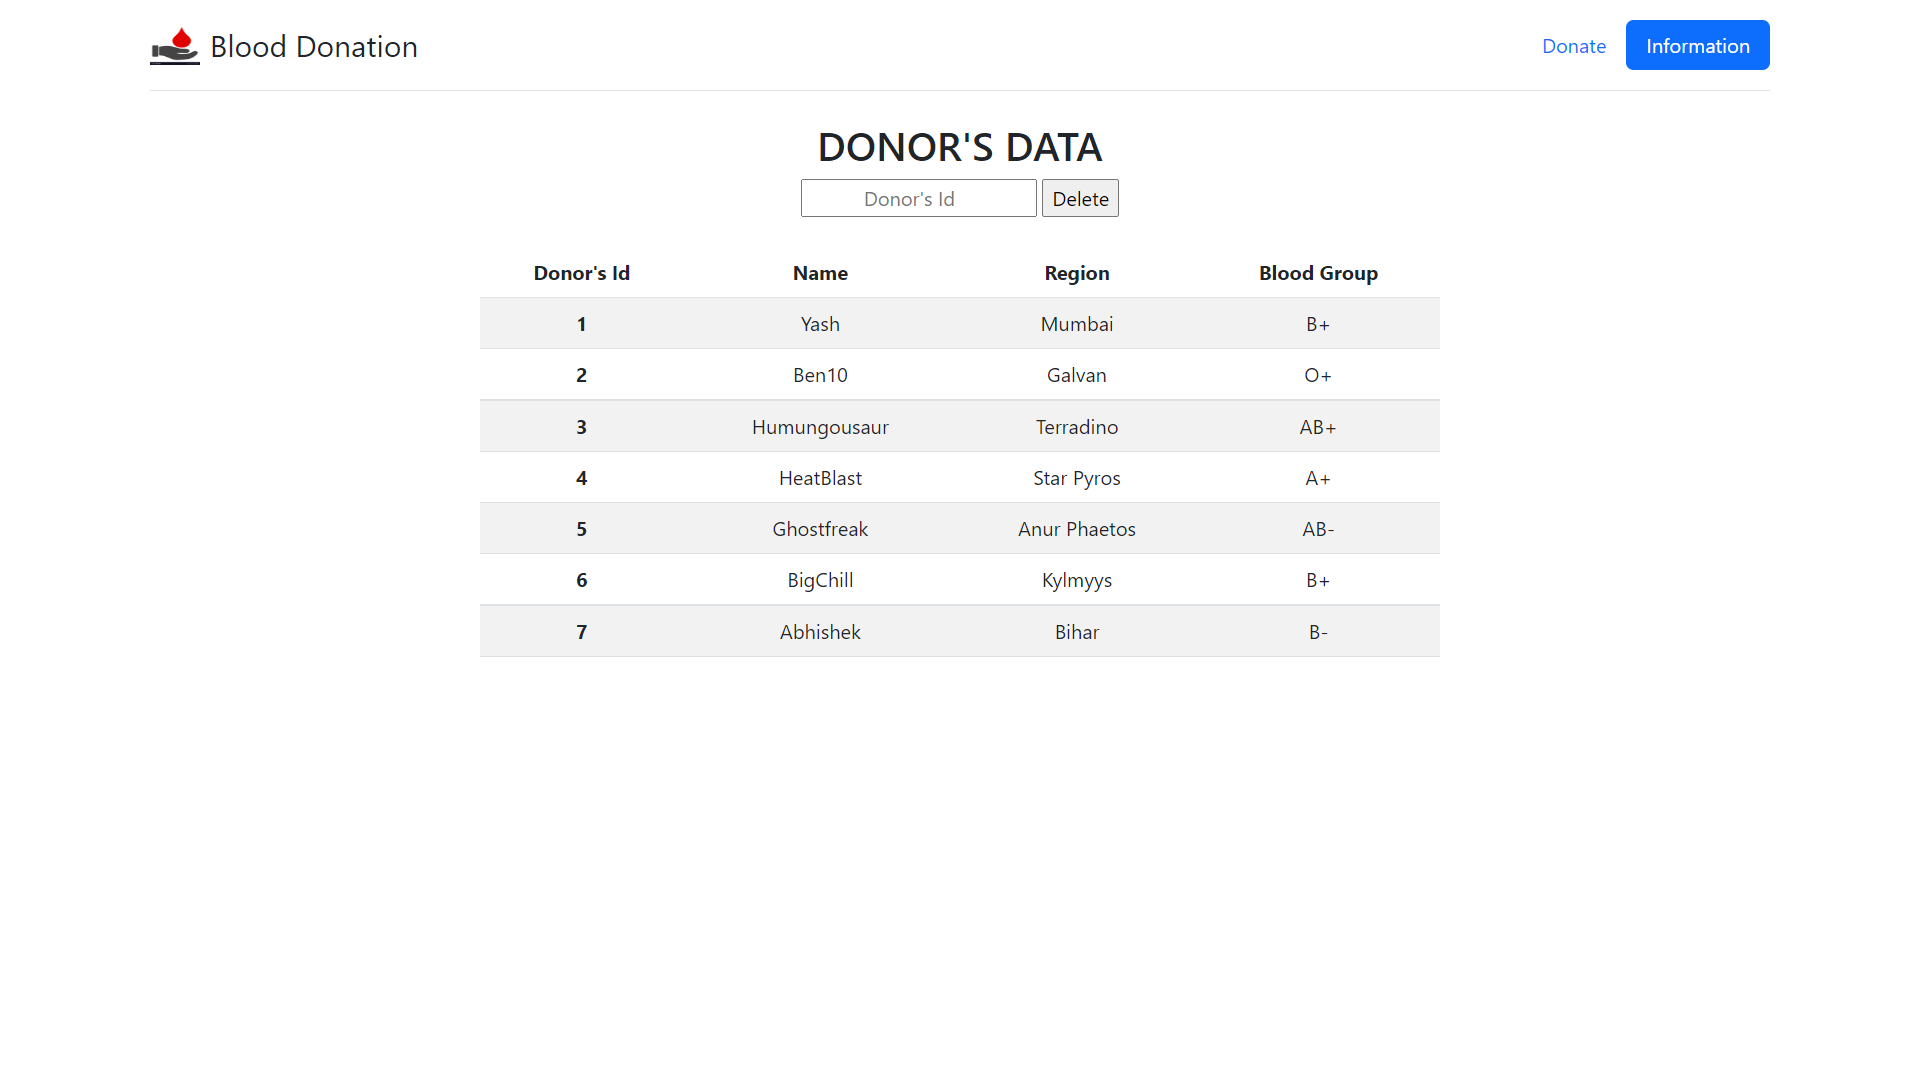 Blood Donation
Donate
Information
DONOR'S DATA
Donor's Id
Delete
Donor's Id Name Region Blood Group
1 Yash Mumbai B+
2 Ben10 Galvan O+
3 Humungousaur Terradino AB+
4 HeatBlast Star Pyros A+
5 Ghostfreak Anur Phaetos AB-
6 BigChill Kylmyys B+
7 Abhishek Bihar B-